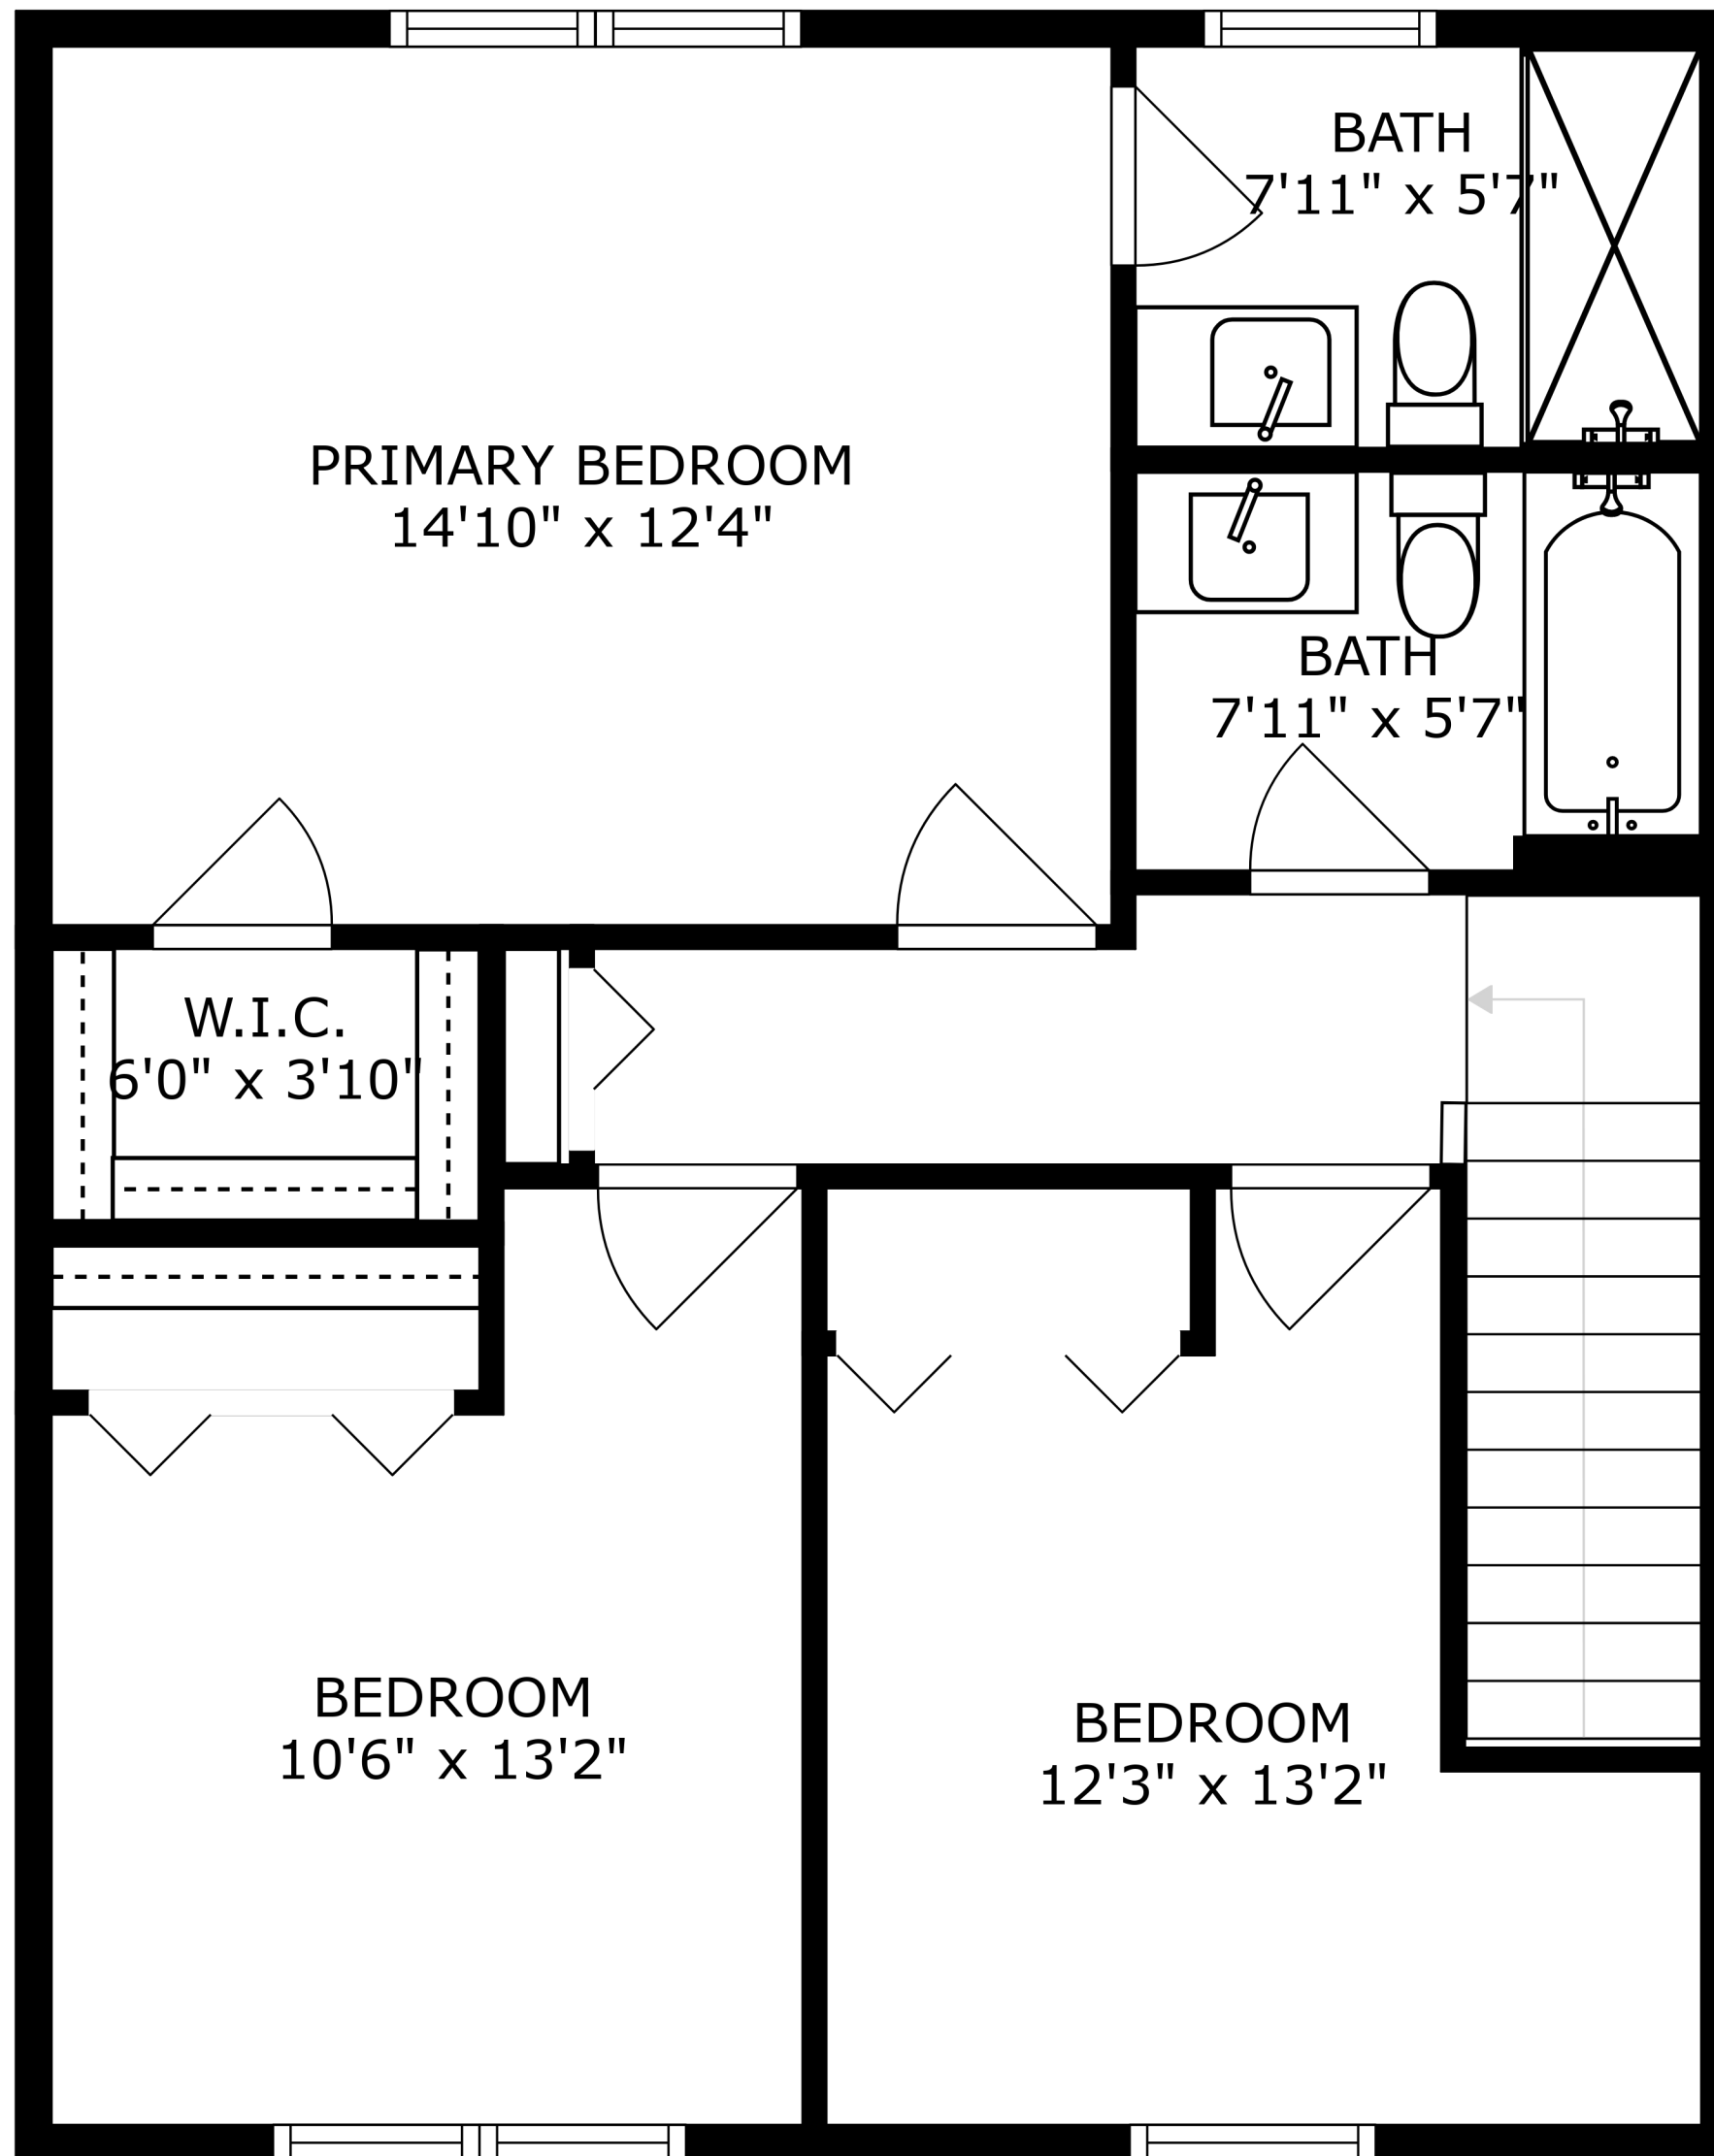 BATH
7'11" x 5'7"
PRIMARY BEDROOM
14'10" x 12'4"
BATH
7'11" x 5'7"
W.I.C.
6'0" x 3'10"
BEDROOM
10'6" x 13'2"
BEDROOM
12'3" x 13'2"